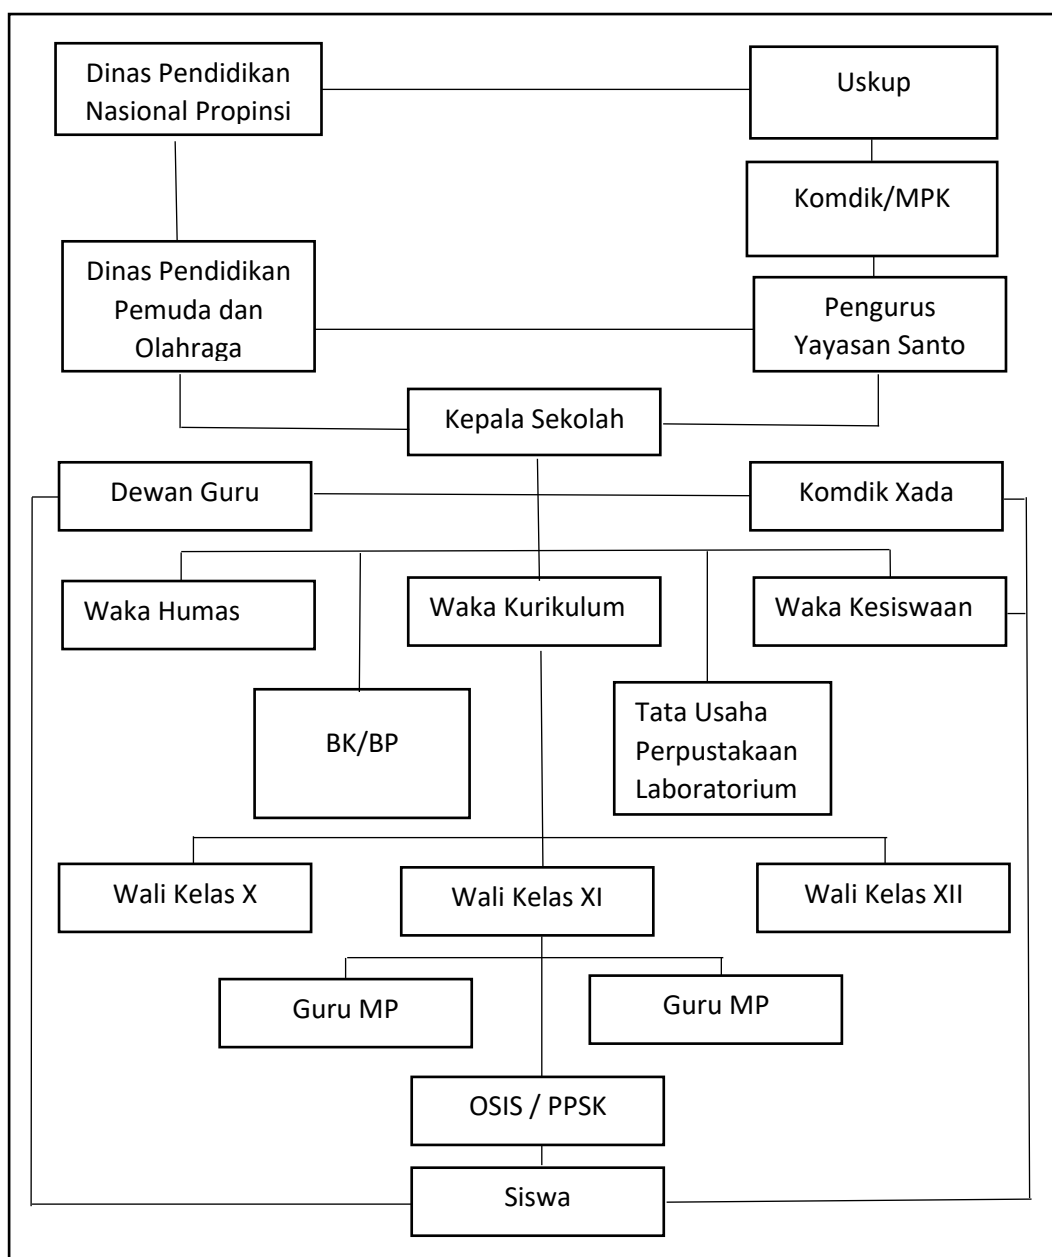 Dinas Pendidikan
Nasional Propinsi
Uskup
Komdik/MPK
Dinas Pendidikan
Pemuda dan
Olahraga
Pengurus
Yayasan Santo
Kepala Sekolah
Dewan Guru
Komdik Xada
Waka Humas
Waka Kurikulum
Waka Kesiswaan
BK/BP
Tata Usaha
Perpustakaan
Laboratorium
Wali Kelas X
Wali Kelas XI
Wali Kelas XII
Guru MP
Guru MP
OSIS / PPSK
Siswa